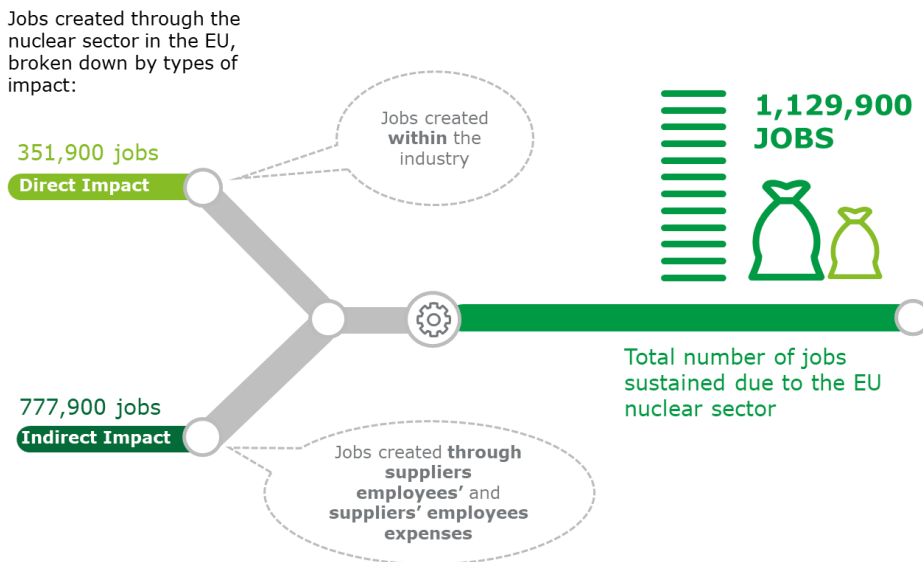 Jobs created through the
nuclear sector in the EU,
broken down by types of
impact:
351,900 jobs
Direct Impact
Jobs created
within the
industry
1,129,900
JOBS
Total number of jobs
sustained due to the EU
nuclear sector
777,900 jobs
Indirect Impact
Jobs created through
suppliers
employees’ and
suppliers’ employees
expenses